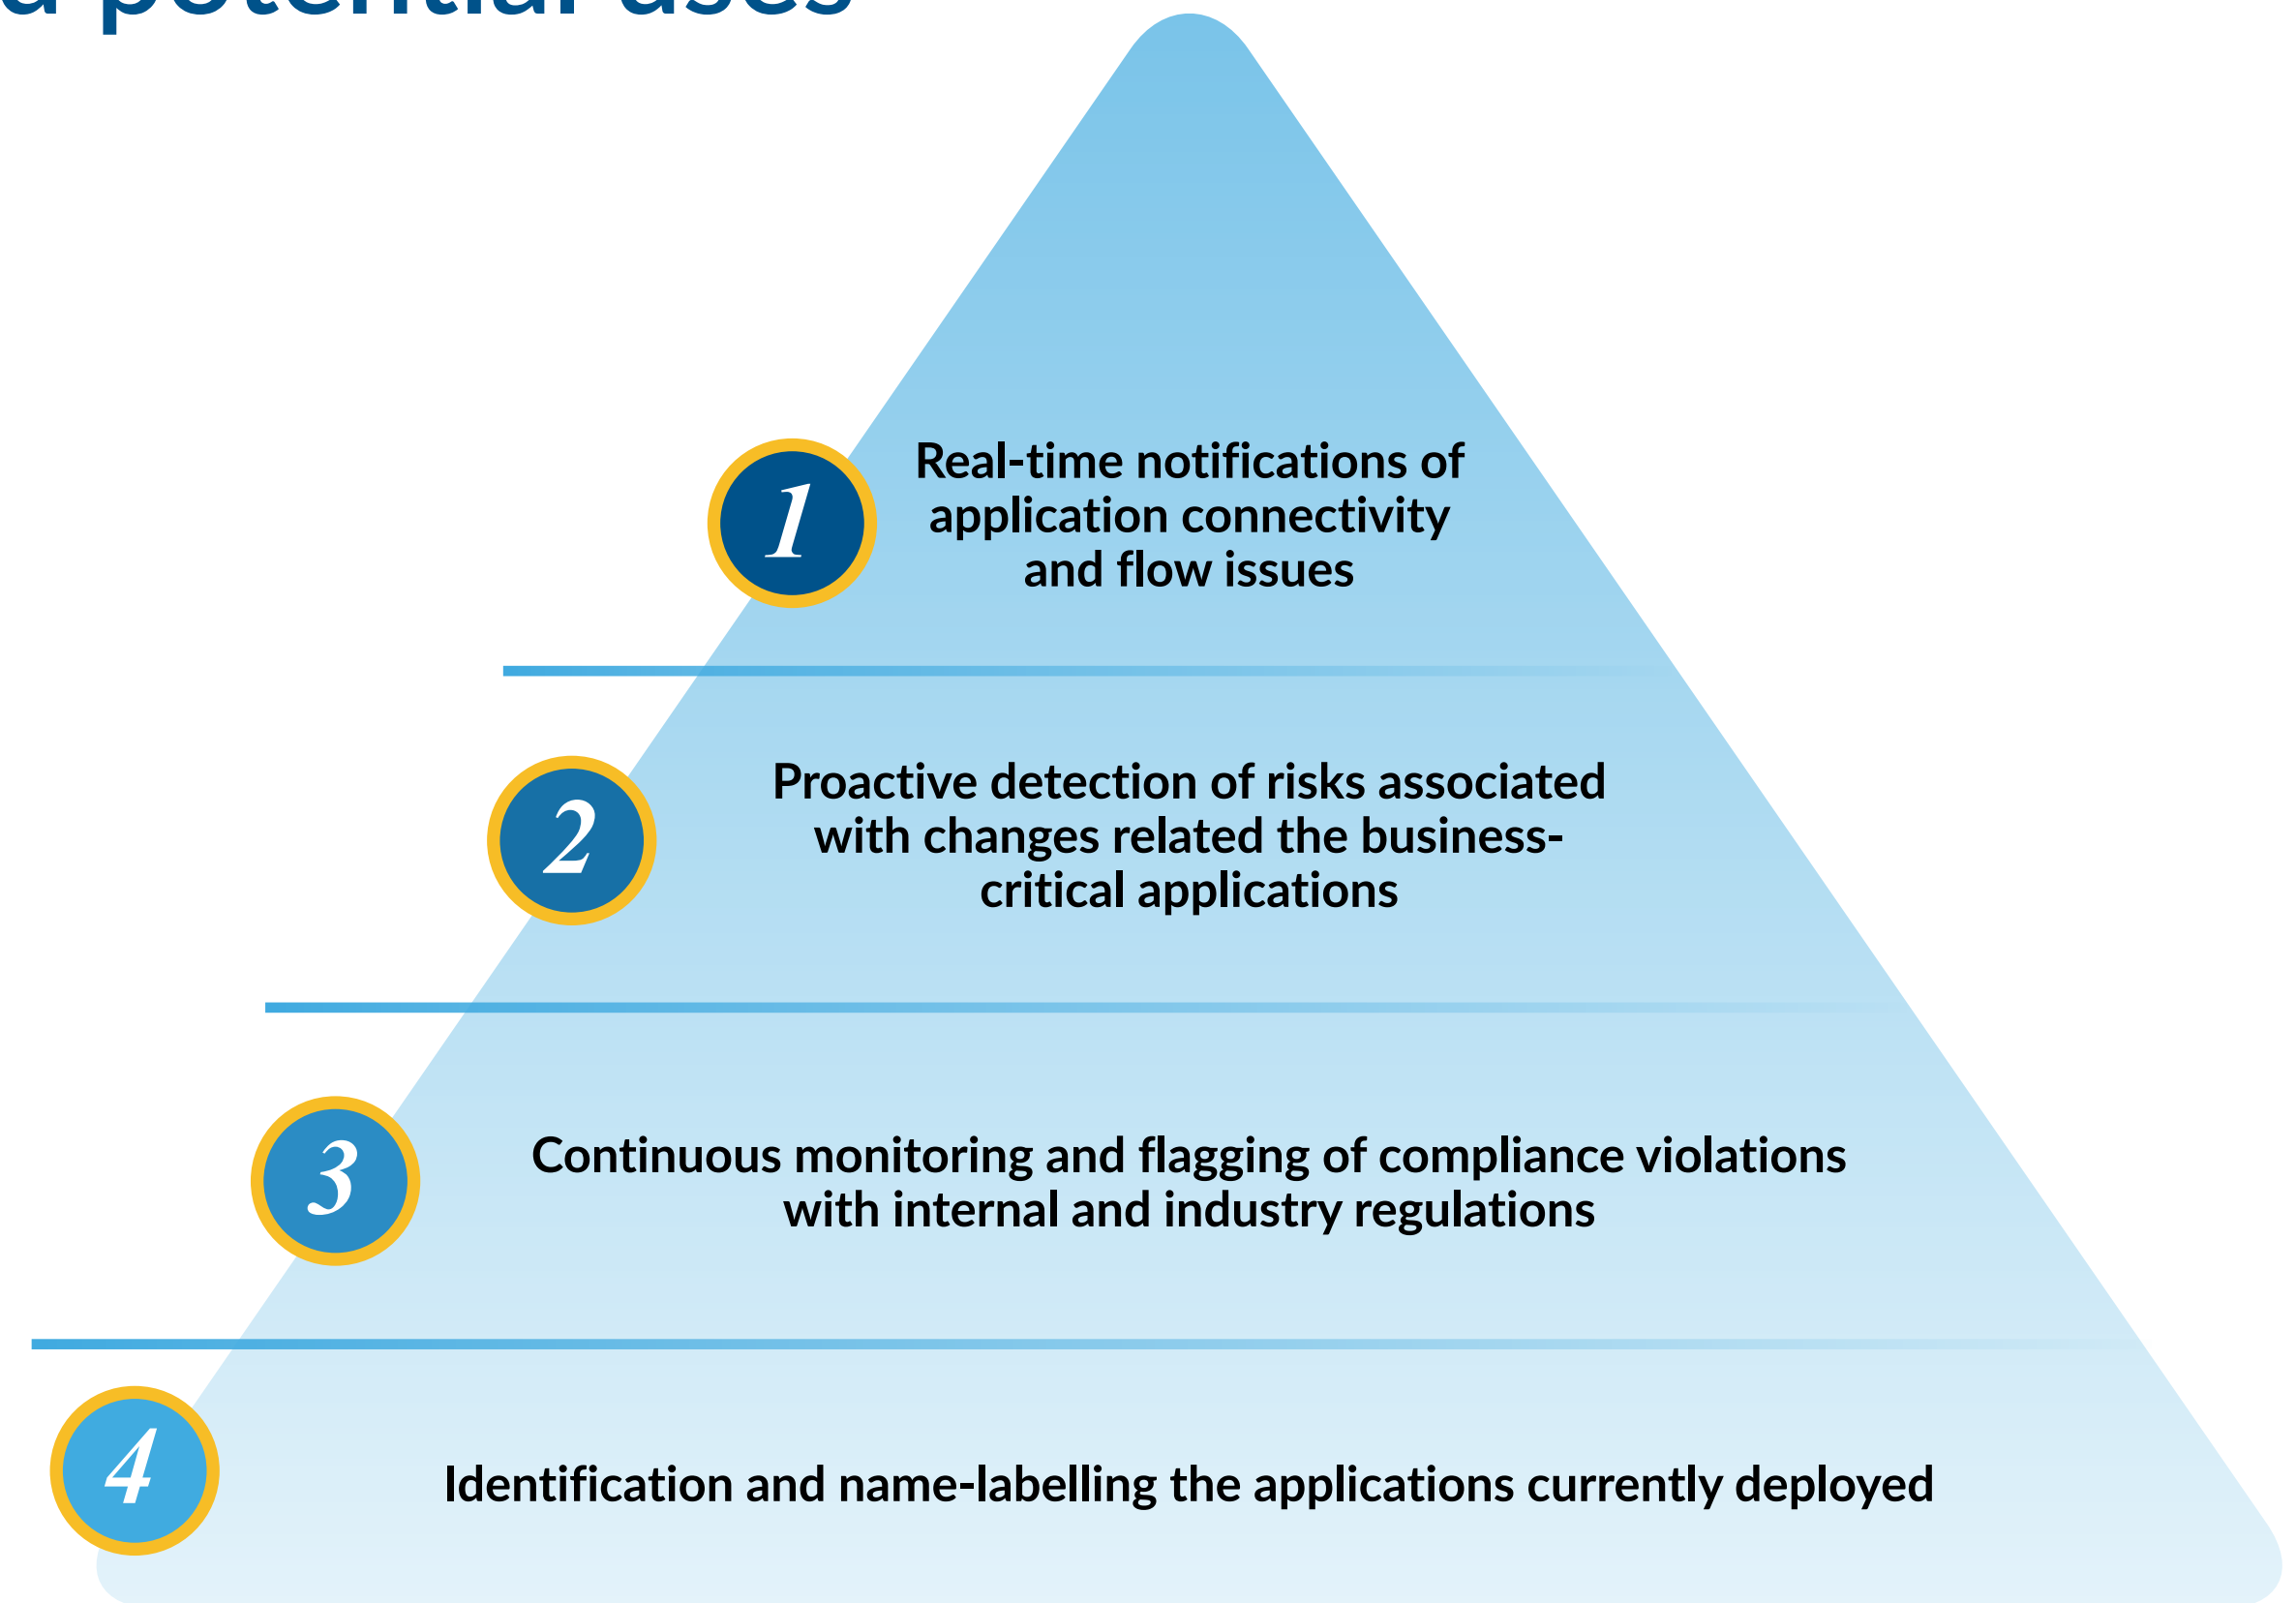 a potential uses
1
Real-time notifications of
application connectivity
and flow issues
2
Proactive detection of risks associated
with changes related the business-
critical applications
3
Continuous monitoring and flagging of compliance violations
with internal and industry regulations
4
Identification and name-labelling the applications currently deployed